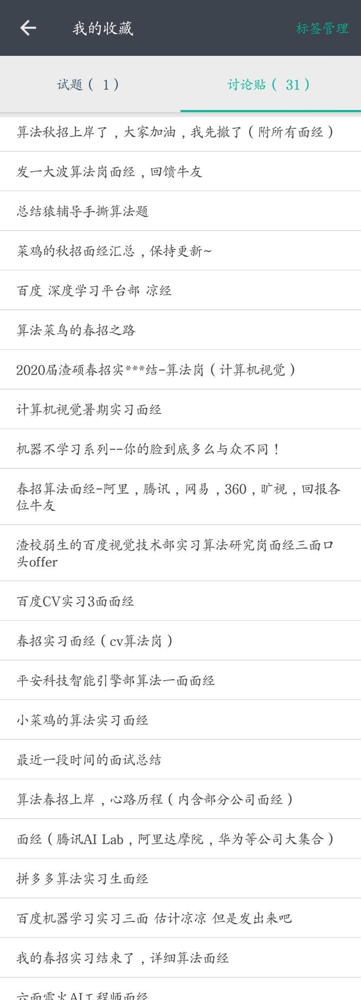 我的收藏
标签管理
试题（ 1）
讨论贴（ 31）
算法秋招上岸了，大家加油，我先撤了（附所有面经）
发一大波算法岗面经，回馈牛友
总结猿辅导手撕算法题
菜鸡的秋招面经汇总，保持更新~
百度 深度学习平台部 凉经
算法菜鸟的春招之路
2020届渣硕春招实***结-算法岗（计算机视觉）
计算机视觉暑期实习面经
机器不学习系列--你的脸到底多么与众不同！
春招算法面经-阿里，腾讯，网易，360，旷视，回报各
位牛友
渣校弱生的百度视觉技术部实习算法研究岗面经三面口
头offer
百度CV实习3面面经
春招实习面经（cv算法岗）
平安科技智能引擎部算法一面面经
小菜鸡的算法实习面经
最近一段时间的面试总结
算法春招上岸，心路历程（内含部分公司面经）
面经（腾讯AI Lab，阿里达摩院，华为等公司大集合）
拼多多算法实习生面经
百度机器学习实习三面 估计凉凉 但是发出来吧
我的春招实习结束了，详细算法面经
六面雷火AI工程师面经